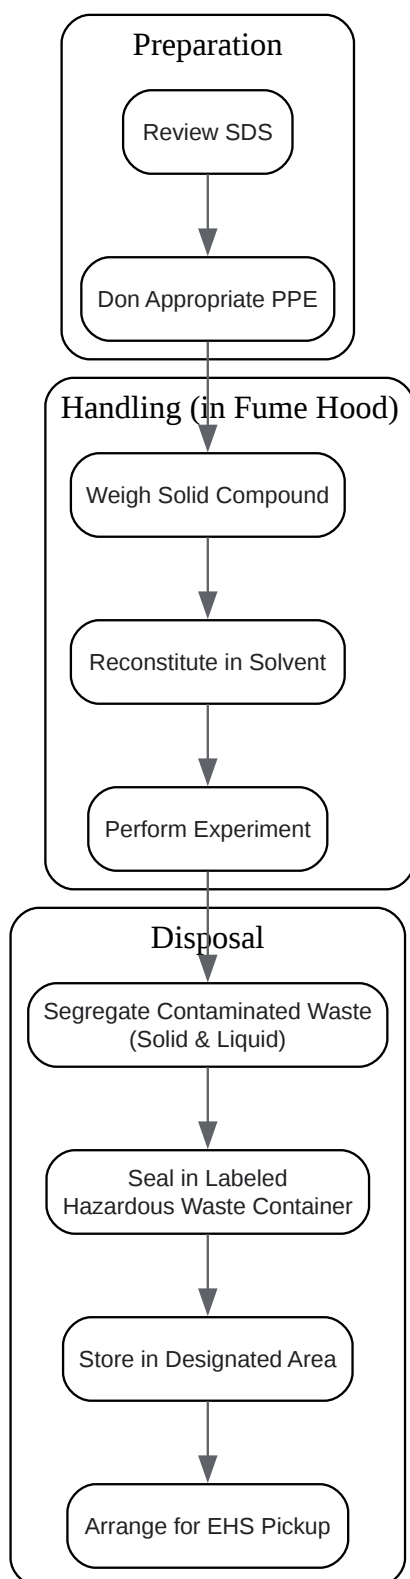 Preparation
Review SDS
Don Appropriate PPE
Handling (in Fume Hood)
Weigh Solid Compound
Reconstitute in Solvent
Perform Experiment
Disposal
Segregate Contaminated Waste
(Solid & Liquid)
Seal in Labeled
Hazardous Waste Container
Store in Designated Area
Arrange for EHS Pickup